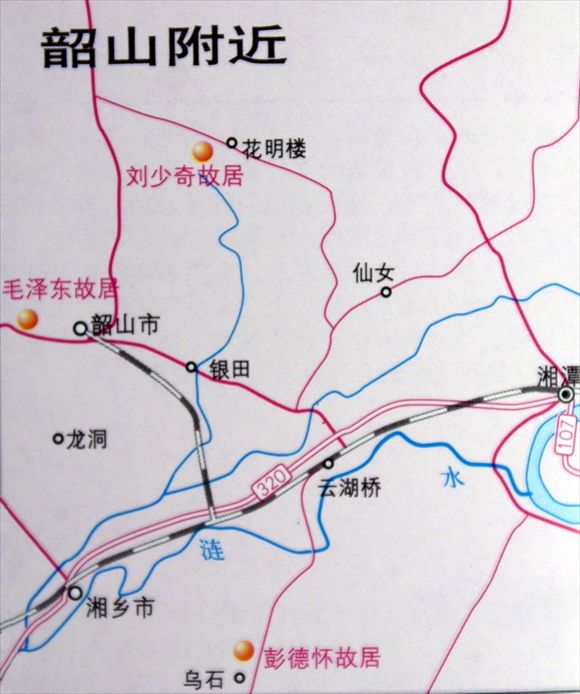 韶山附近
花明楼
刘少奇故居
仙女
毛泽东故居
韶山市
银田
湘潭
龙洞
107
320
云湖桥
水
涟
湘乡市
彭德怀故居
乌石